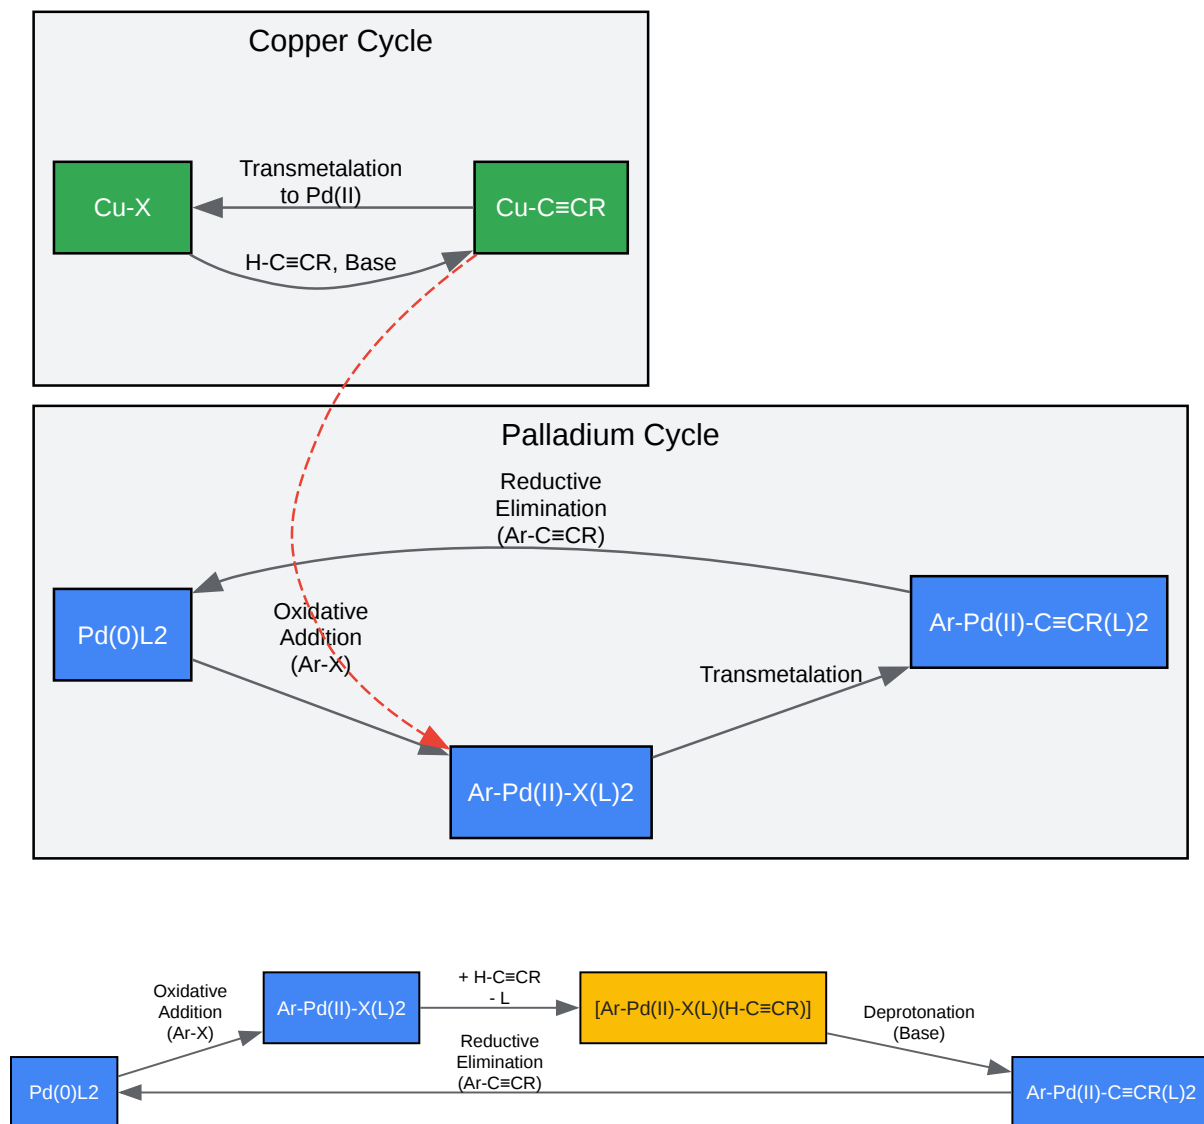 Copper Cycle
Transmetalation
to Pd(II)
Cu-X
Cu-C≡CR
H-C≡CR, Base
Palladium Cycle
Reductive
Elimination
(Ar-C≡CR)
Pd(0)L2
Oxidative
Addition
(Ar-X)
Ar-Pd(II)-C≡CR(L)2
Transmetalation
Ar-Pd(II)-X(L)2
Oxidative
Addition
(Ar-X)
Ar-Pd(II)-X(L)2
+ H-C≡CR
- L
[Ar-Pd(II)-X(L)(H-C≡CR)]
Deprotonation
(Base)
Reductive
Elimination
(Ar-C≡CR)
Pd(0)L2
Ar-Pd(II)-C≡CR(L)2